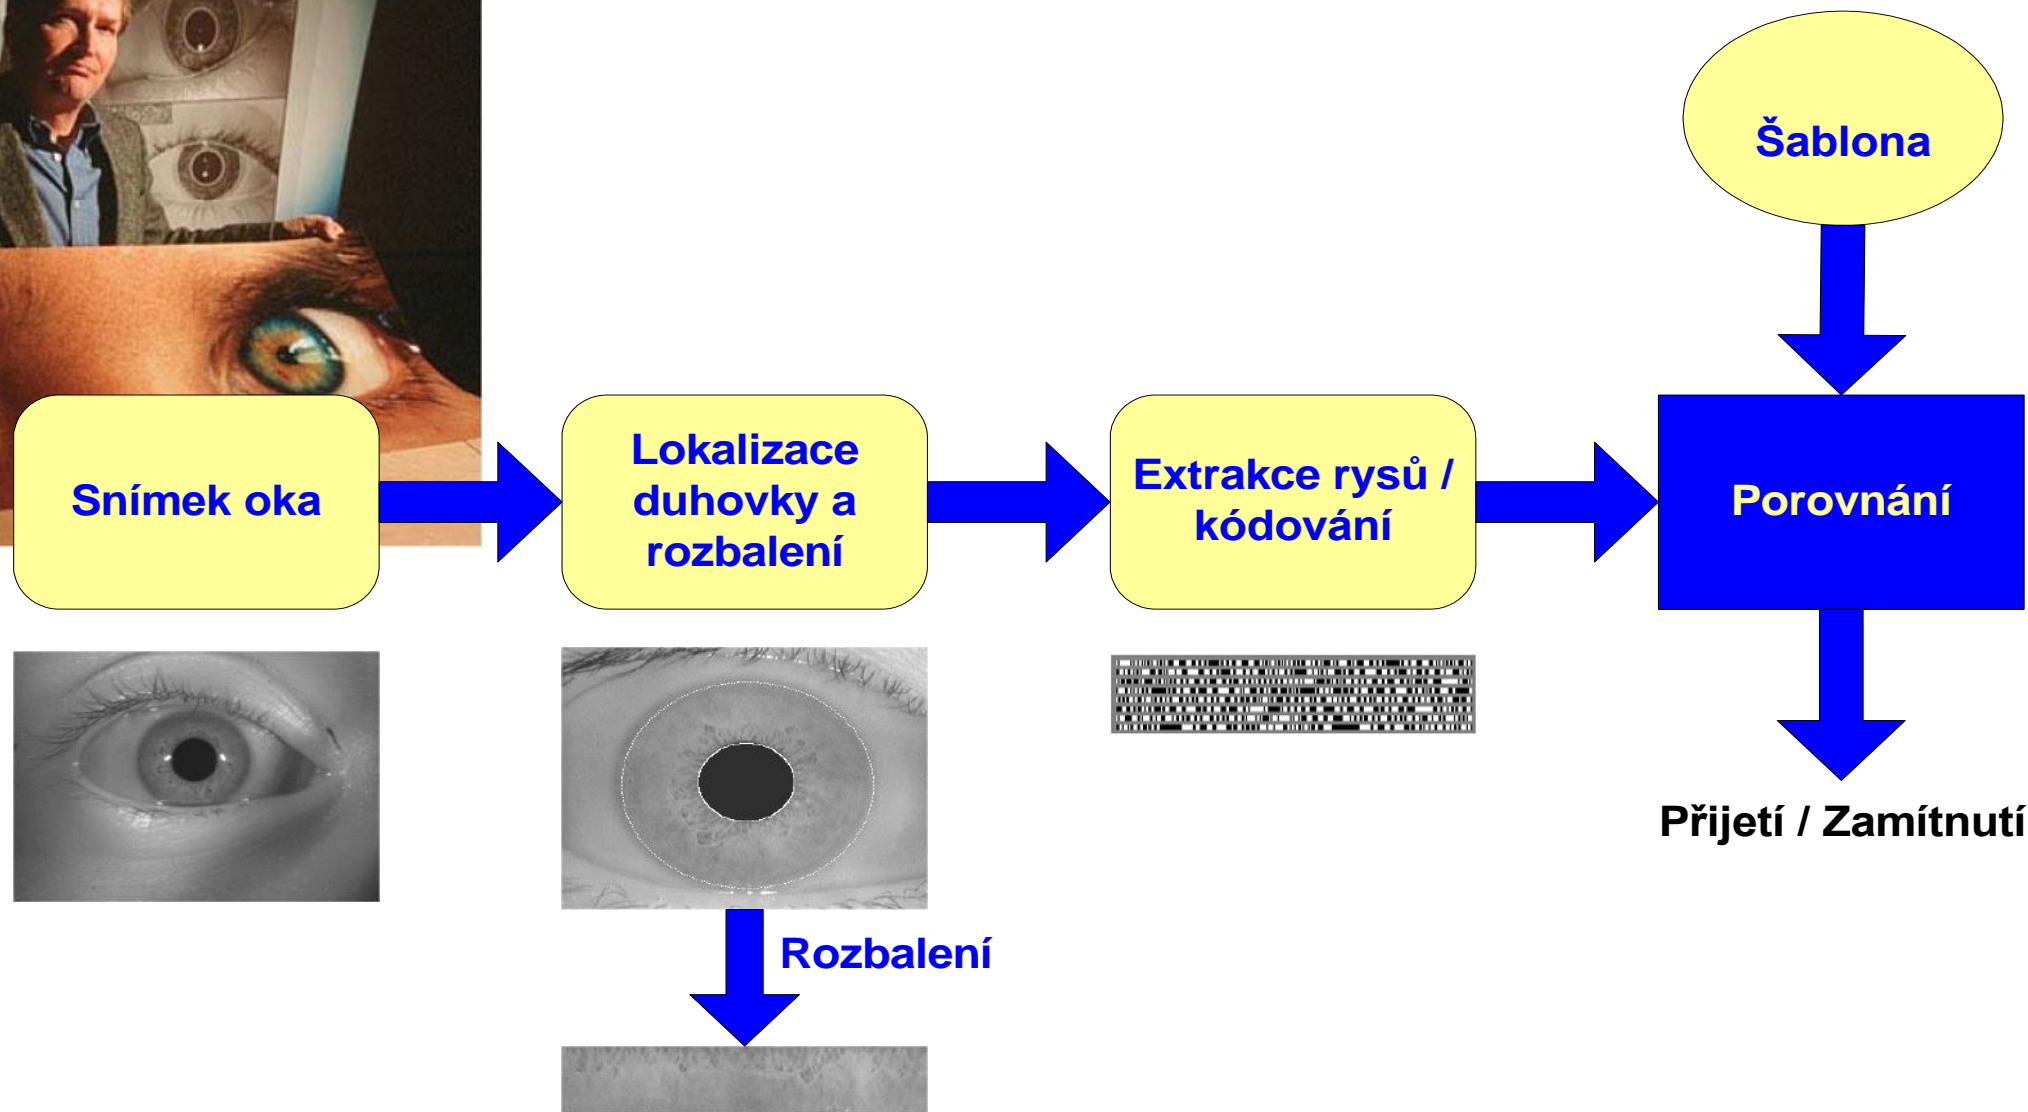 Šablona
Snímek oka
Lokalizace
duhovky a
rozbalení
Extrakce rysů /
kódování
Porovnání
Přijetí / Zamítnutí
Rozbalení